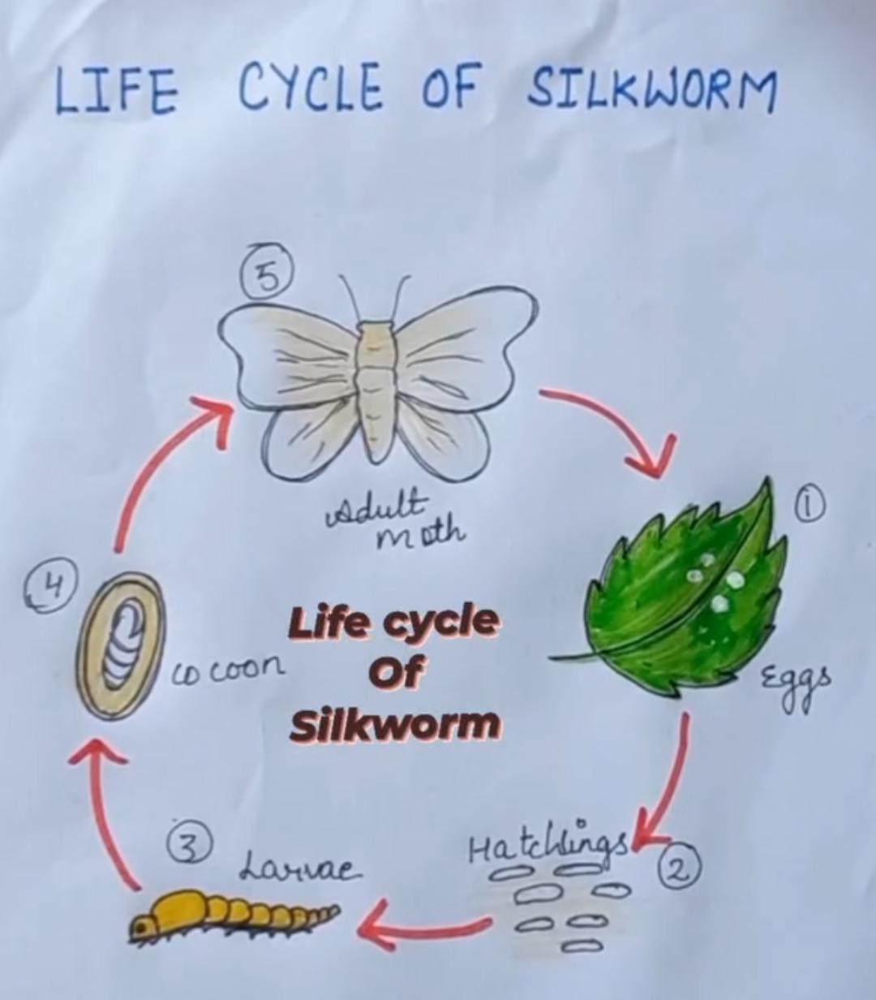 LIFE CYCLE OF SILKWORM
5
Adult
moth
1
Eggs
4
cocoon
Life cycle
Of
Silkworm
Hatchlings
2
3
Larvae